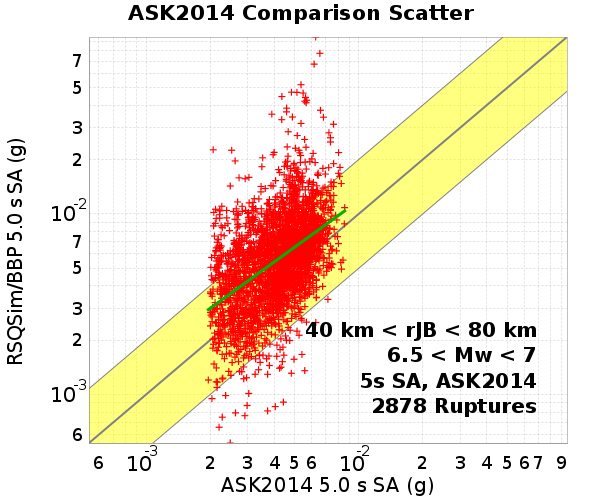 ASK2014 Comparison Scatter
RSQSim/BBP 5.0 s SA (g)
7
5
3
2
10⁻²
7
5
3
2
10⁻³
6
40 km < rJB < 80 km
6.5 < Mw < 7
5s SA, ASK2014
2878 Ruptures
6 10⁻³ 2 3 4 5 6 10⁻² 2 3 4 5 6 7 9
ASK2014 5.0 s SA (g)